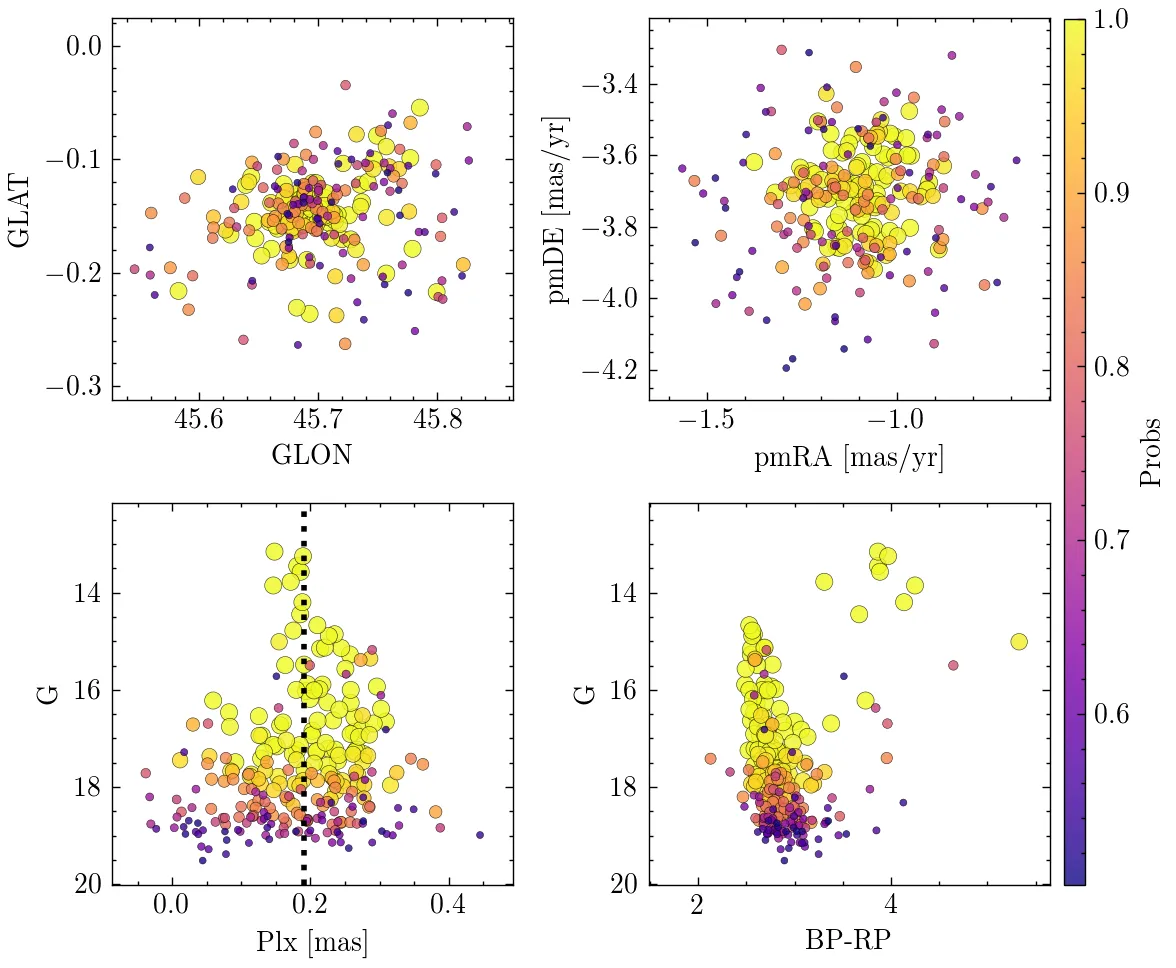 0.0
−0.1
−0.2
−0.3
GLAT
45.6 45.7 45.8
GLON
−3.4
−3.6
−3.8
−4.0
−4.2
pmDE [mas/yr]
−1.5 −1.0
pmRA [mas/yr]
14
16
18
20
G
0.0 0.2 0.4
Plx [mas]
14
16
18
20
G
2 4
BP-RP
1.0
0.9
0.8
0.7
0.6
Probs